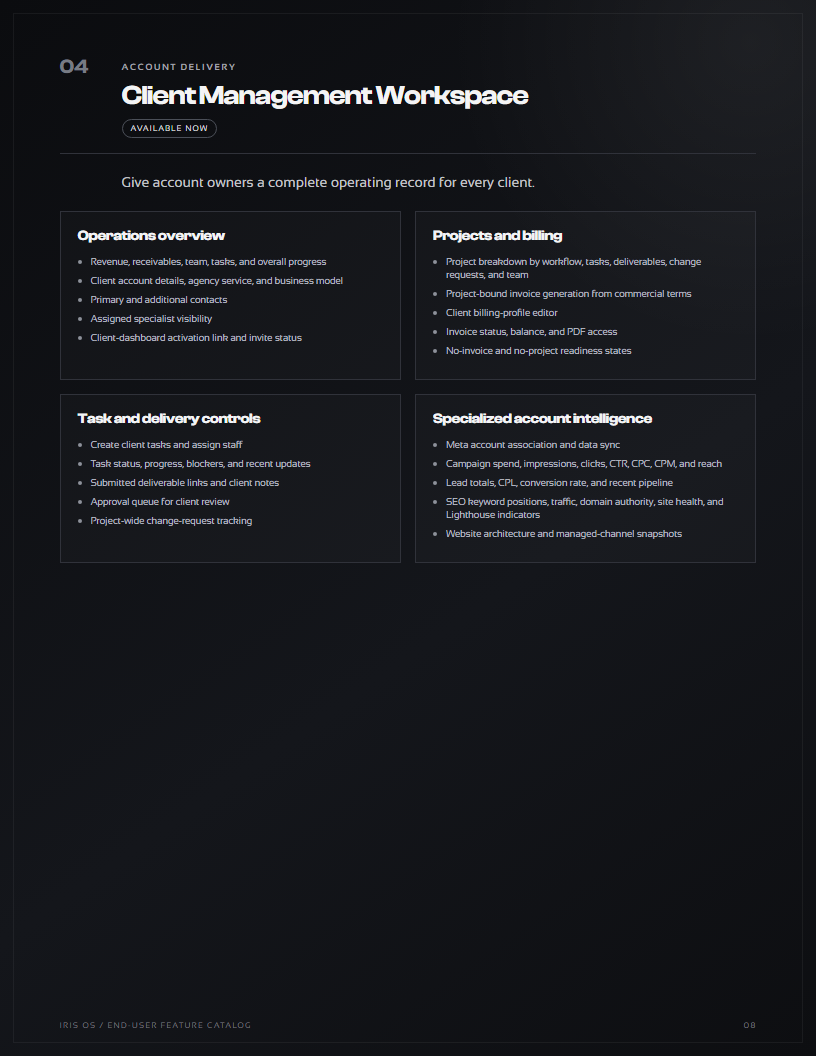 04
ACCOUNT DELIVERY
Client Management Workspace
AVAILABLE NOW
Give account owners a complete operating record for every client.
Operations overview
Revenue, receivables, team, tasks, and overall progress
Client account details, agency service, and business model
Primary and additional contacts
Assigned specialist visibility
Client-dashboard activation link and invite status
Projects and billing
Project breakdown by workflow, tasks, deliverables, change
requests, and team
Project-bound invoice generation from commercial terms
Client billing-profile editor
Invoice status, balance, and PDF access
No-invoice and no-project readiness states
Task and delivery controls
Create client tasks and assign staff
Task status, progress, blockers, and recent updates
Submitted deliverable links and client notes
Approval queue for client review
Project-wide change-request tracking
Specialized account intelligence
Meta account association and data sync
Campaign spend, impressions, clicks, CTR, CPC, CPM, and reach
Lead totals, CPL, conversion rate, and recent pipeline
SEO keyword positions, traffic, domain authority, site health, and
Lighthouse indicators
Website architecture and managed-channel snapshots
IRIS OS / END-USER FEATURE CATALOG
08